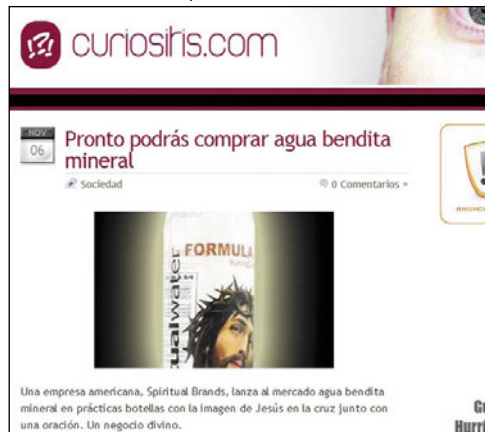 curiositis.com
NOV
06
Pronto podrás comprar agua bendita
mineral
Sociedad
0 Comentarios »
FORMULA
Una empresa americana, Spiritual Brands, lanza al mercado agua bendita
mineral en prácticas botellas con la imagen de Jesús en la cruz junto con
una oración. Un negocio divino.